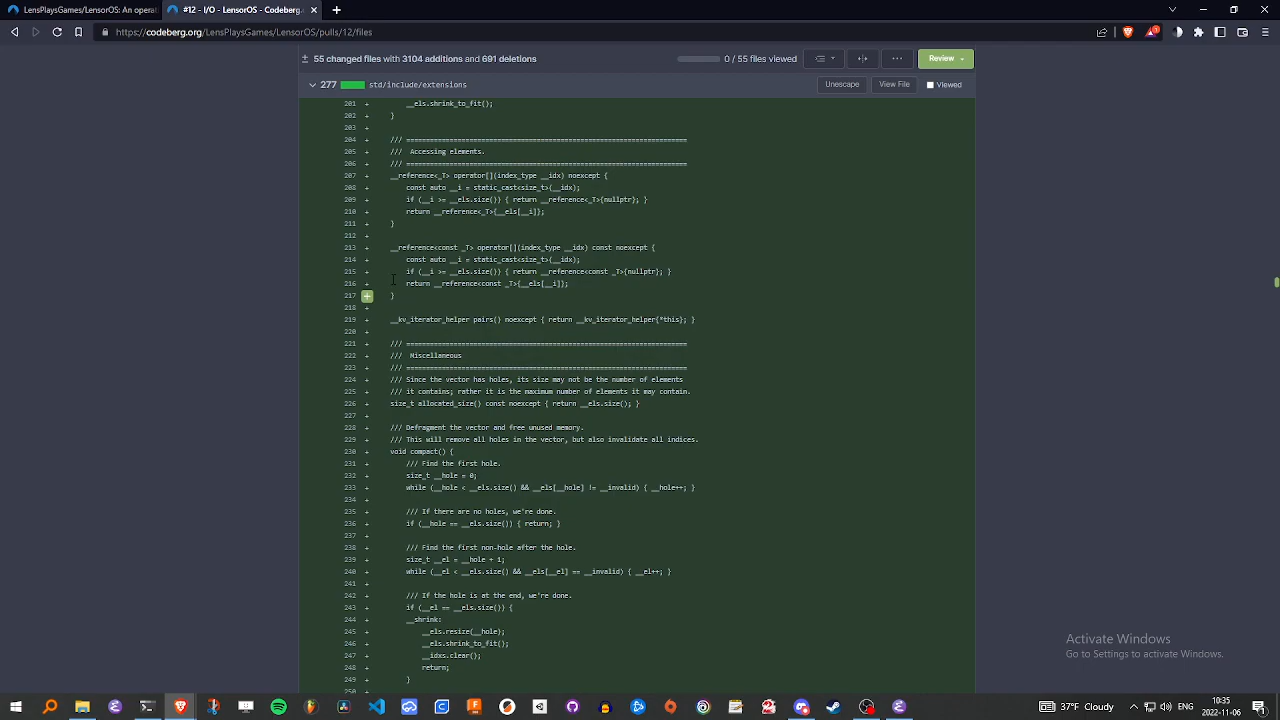 LensPlaysGames/LensorOS: An operat
#12 - I/O - LensorOS - Codeberg.
https://codeberg.org/LensPlaysGames/LensorOS/pulls/12/files
55 changed files with 3104 additions and 691 deletions
0 / 55 files viewed
Review
277 std/include/extensions
Unescape
View File
Viewed
201 + __els.shrink_to_fit();
202 + }
203 +
204 + /// ======================================================================
205 + /// Accessing elements.
206 + /// ======================================================================
207 + __reference<_T> operator[](index_type __idx) noexcept {
208 + const auto __i = static_cast<size_t>(__idx);
209 + if (__i >= __els.size()) { return __reference<_T>{nullptr}; }
210 + return __reference<_T>{__els[__i]};
211 + }
212 +
213 + __reference<const _T> operator[](index_type __idx) const noexcept {
214 + const auto __i = static_cast<size_t>(__idx);
215 + if (__i >= __els.size()) { return __reference<const _T>{nullptr}; }
216 + return __reference<const _T>{__els[__i]};
217 + }
218 +
219 + __kv_iterator_helper pairs() noexcept { return __kv_iterator_helper{*this}; }
220 +
221 + /// ======================================================================
222 + /// Miscellaneous
223 + /// ======================================================================
224 + /// Since the vector has holes, its size may not be the number of elements
225 + /// it contains; rather it is the maximum number of elements it may contain.
226 + size_t allocated_size() const noexcept { return __els.size(); }
227 +
228 + /// Defragment the vector and free unused memory.
229 + /// This will remove all holes in the vector, but also invalidate all indices.
230 + void compact() {
231 + /// Find the first hole.
232 + size_t __hole = 0;
233 + while (__hole < __els.size() && __els[__hole] != __invalid) { __hole++; }
234 +
235 + /// If there are no holes, we're done.
236 + if (__hole == __els.size()) { return; }
237 +
238 + /// Find the first non-hole after the hole.
239 + size_t __el = __hole + 1;
240 + while (__el < __els.size() && __els[__el] == __invalid) { __el++; }
241 +
242 + /// If the hole is at the end, we're done.
243 + if (__el == __els.size()) {
244 + __shrink:
245 + __els.resize(__hole);
246 + __els.shrink_to_fit();
247 + __idxs.clear();
248 + return;
249 + }
250 +
Activate Windows
Go to Settings to activate Windows.
37°F Cloudy
ENG
10:35
2022-11-06